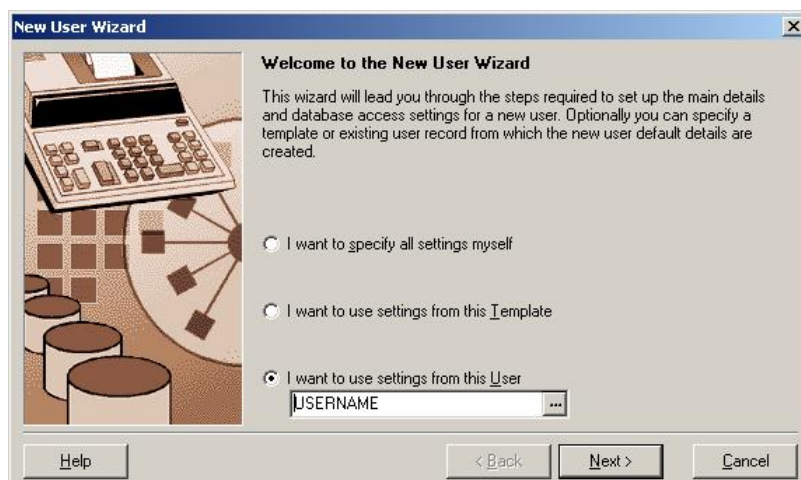 New User Wizard
Welcome to the New User Wizard
This wizard will lead you through the steps required to set up the main details
and database access settings for a new user. Optionally you can specify a
template or existing user record from which the new user default details are
created.
I want to specify all settings myself
I want to use settings from this Template
I want to use settings from this User
USERNAME
...
Help
< Back
Next >
Cancel